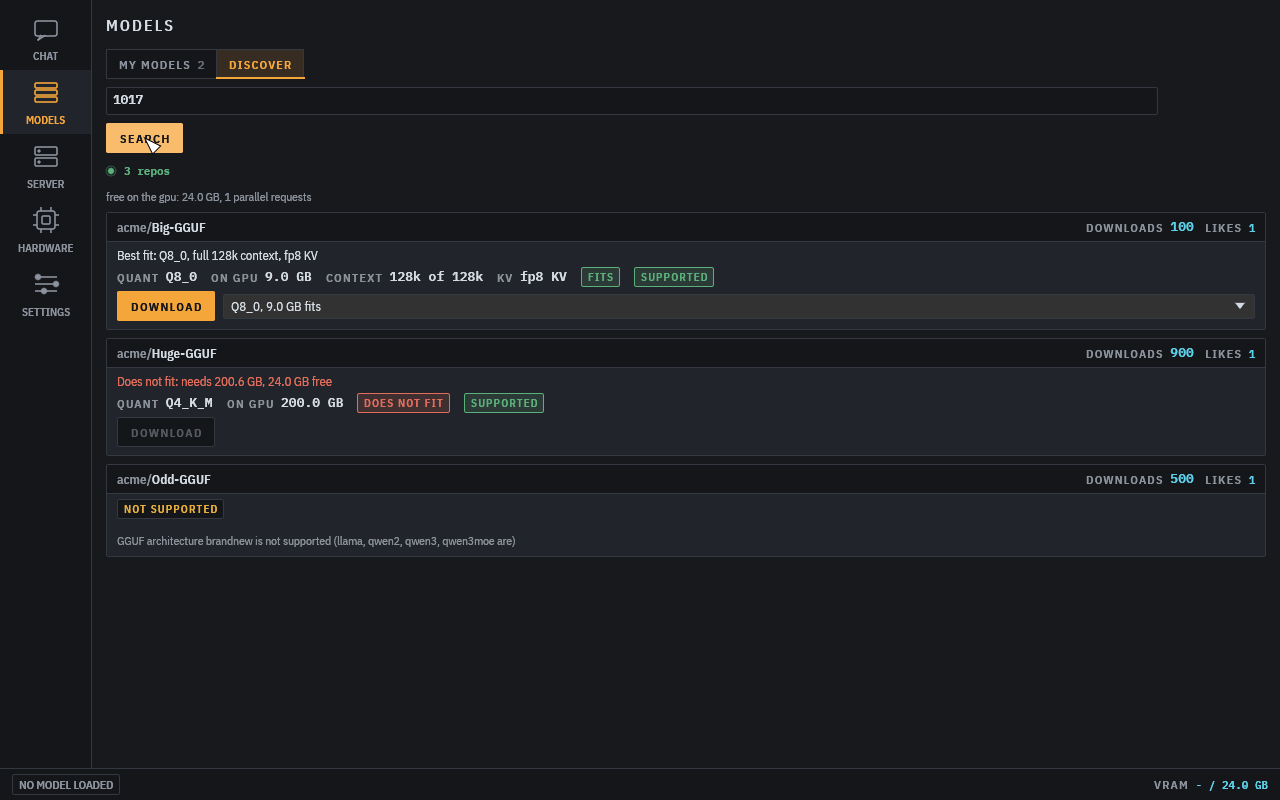 MODELS
CHAT
MODELS
SERVER
HARDWARE
SETTINGS
MY MODELS 2 DISCOVER
1017
SEARCH
3 repos
free on the gpu: 24.0 GB, 1 parallel requests
acme/Big-GGUF DOWNLOADS 100 LIKES 1
Best fit: Q8_0, full 128k context, fp8 KV
QUANT Q8_0 ON GPU 9.0 GB CONTEXT 128k of 128k KV fp8 KV FITS SUPPORTED
DOWNLOAD Q8_0, 9.0 GB fits
acme/Huge-GGUF DOWNLOADS 900 LIKES 1
Does not fit: needs 200.6 GB, 24.0 GB free
QUANT Q4_K_M ON GPU 200.0 GB DOES NOT FIT SUPPORTED
DOWNLOAD
acme/Odd-GGUF DOWNLOADS 500 LIKES 1
NOT SUPPORTED
GGUF architecture brandnew is not supported (llama, qwen2, qwen3, qwen3moe are)
NO MODEL LOADED VRAM - / 24.0 GB